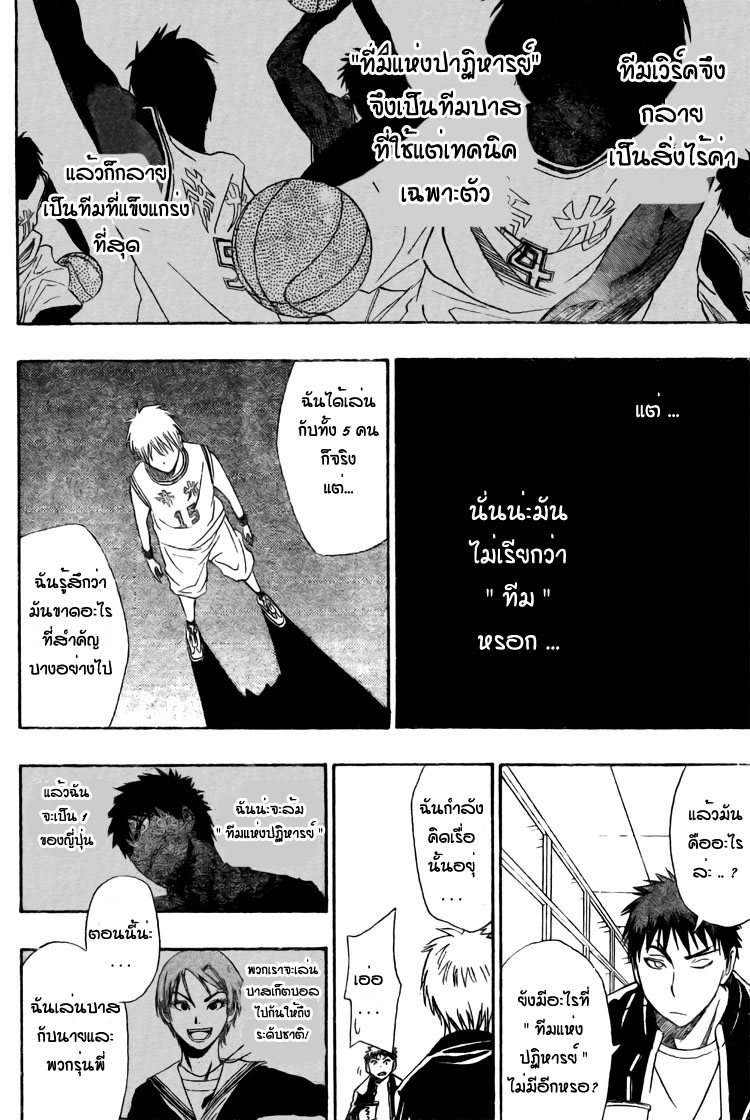 ทีมเวิร์คจึง
กลาย
เป็นสิ่งไร้ค่า
"ทีมแห่งปาฏิหารย์"
จึงเป็นทีมบาส
ที่ใช้แต่เทคนิค
เฉพาะตัว
แล้วก็กลาย
เป็นทีมที่แข็งแกร่ง
ที่สุด
แต่ ...
นั่นน่ะมัน
ไม่เรียกว่า
" ทีม "
หรอก ...
ฉันได้เล่น
กับทั้ง 5 คน
ก็จริง
แต่...
帝光
15
ฉันรู้สึกว่า
มันขาดอะไร
ที่สำคัญ
บางอย่างไป
แล้วมัน
คืออะไร
ล่ะ .. ?
ยังมีอะไรที่
" ทีมแห่ง
ปฏิหารย์ "
ไม่มีอีกหรอ?
ฉันกำลัง
คิดเรื่อ
นั้นอยู่
...
เอ่อ
....
ฉันน่ะจะล้ม
" ทีมแห่งปาฏิหารย์ "
แล้วฉัน
จะเป็น 1
ของญี่ปุ่น
ตอนนี้น่ะ
...
พวกเราจะเล่น
บาสเก็ตบอล
ไปกันให้ถึง
ระดับชาติ!
ฉันเล่นบาส
กับนายและ
พวกรุ่นพี่